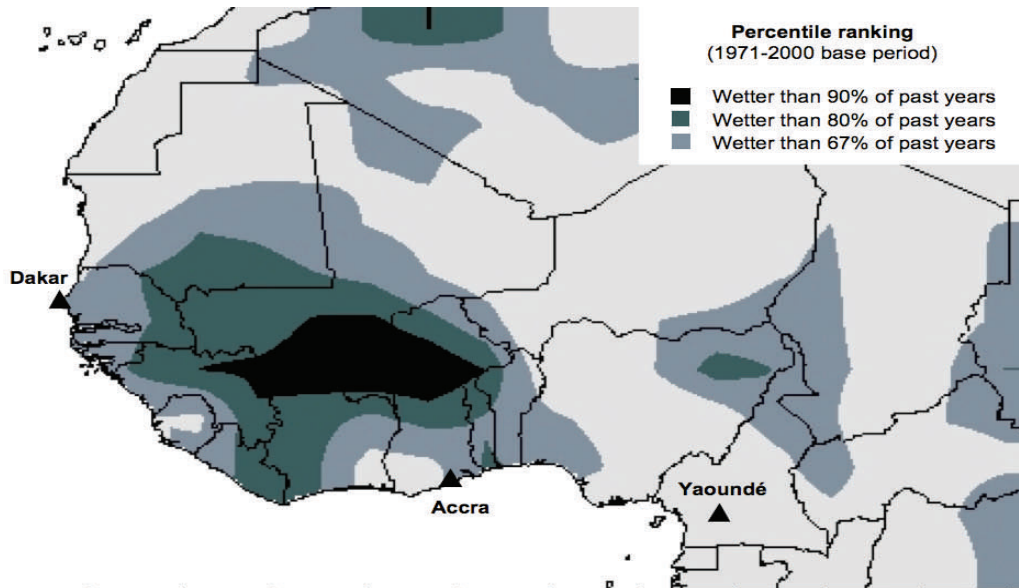 Percentile ranking
(1971-2000 base period)
Wetter than 90% of past years
Wetter than 80% of past years
Wetter than 67% of past years
Dakar
Accra
Yaoundé